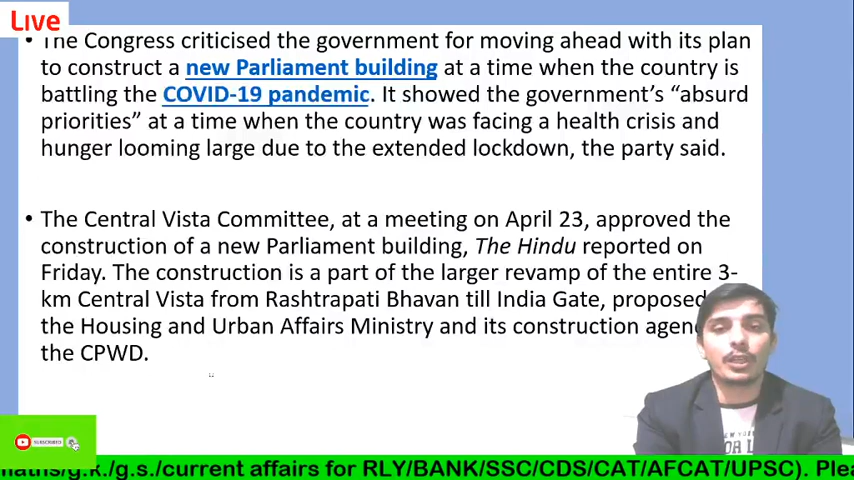 Live
• The Congress criticised the government for moving ahead with its plan
to construct a new Parliament building at a time when the country is
battling the COVID-19 pandemic. It showed the government's “absurd
priorities” at a time when the country was facing a health crisis and
hunger looming large due to the extended lockdown, the party said.
• The Central Vista Committee, at a meeting on April 23, approved the
construction of a new Parliament building, The Hindu reported on
Friday. The construction is a part of the larger revamp of the entire 3-
km Central Vista from Rashtrapati Bhavan till India Gate, proposed
the Housing and Urban Affairs Ministry and its construction agen
the CPWD.
SUBSCRIBED
maths/g.k./g.s./current affairs for RLY/BANK/SSC/CDS/CAT/AFCAT/UPSC). Plea